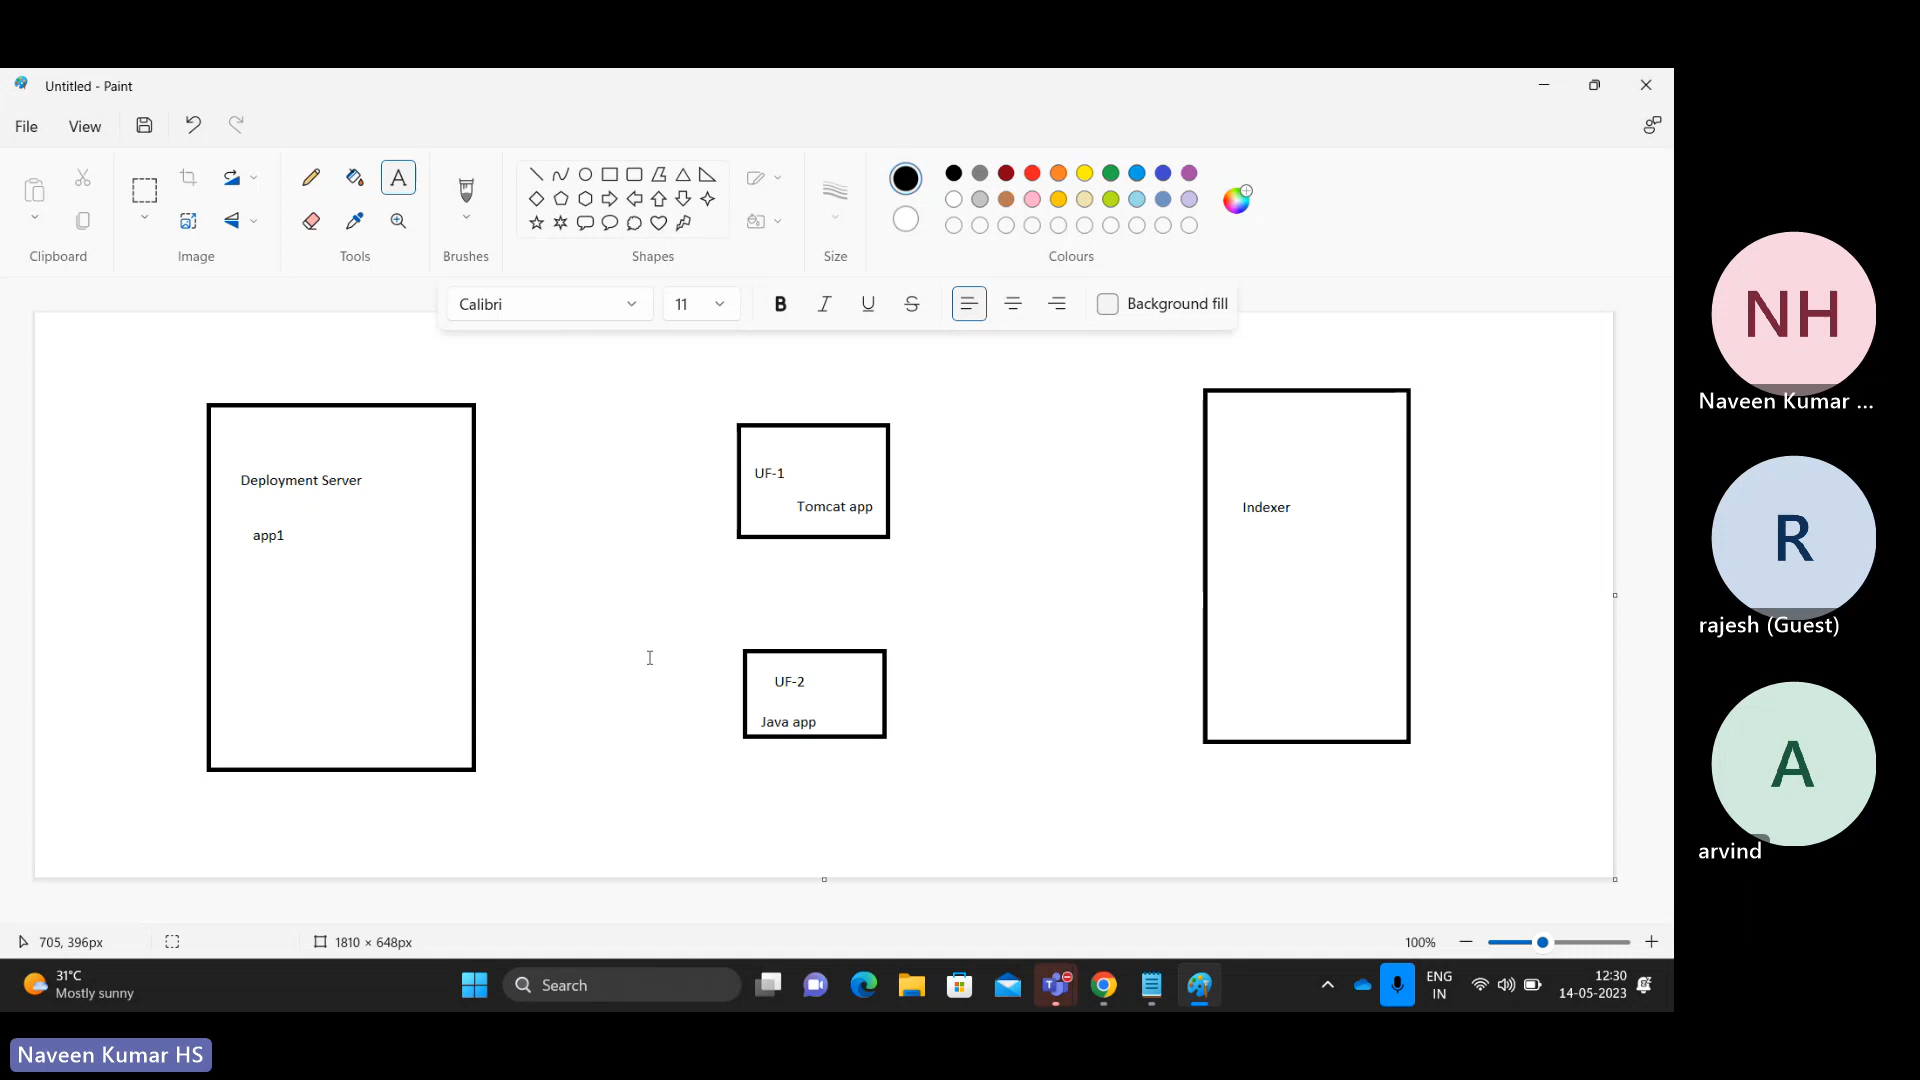 Untitled - Paint
File
View
Clipboard
Image
Tools
Brushes
Shapes
Size
Colours
Calibri
11
B
Background fill
Deployment Server
app1
UF-1
Tomcat app
UF-2
Java app
Indexer
NH
Naveen Kumar ...
R
rajesh (Guest)
A
arvind
705, 396px
1810 × 648px
100%
31°C
Mostly sunny
Search
ENG
IN
12:30
14-05-2023
Naveen Kumar HS